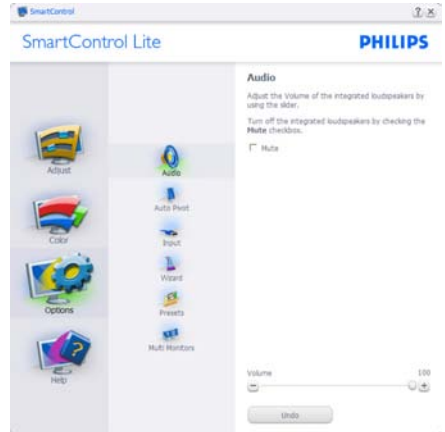 SmartControl
SmartControl Lite
PHILIPS
Adjust
Color
Options
Help
Audio
Auto Pivot
Input
Wizard
Presets
Multi Monitors
Audio
Adjust the Volume of the integrated loudspeakers by
using the slider.
Turn off the integrated loudspeakers by checking the
Mute checkbox.
Mute
Volume 100
Undo